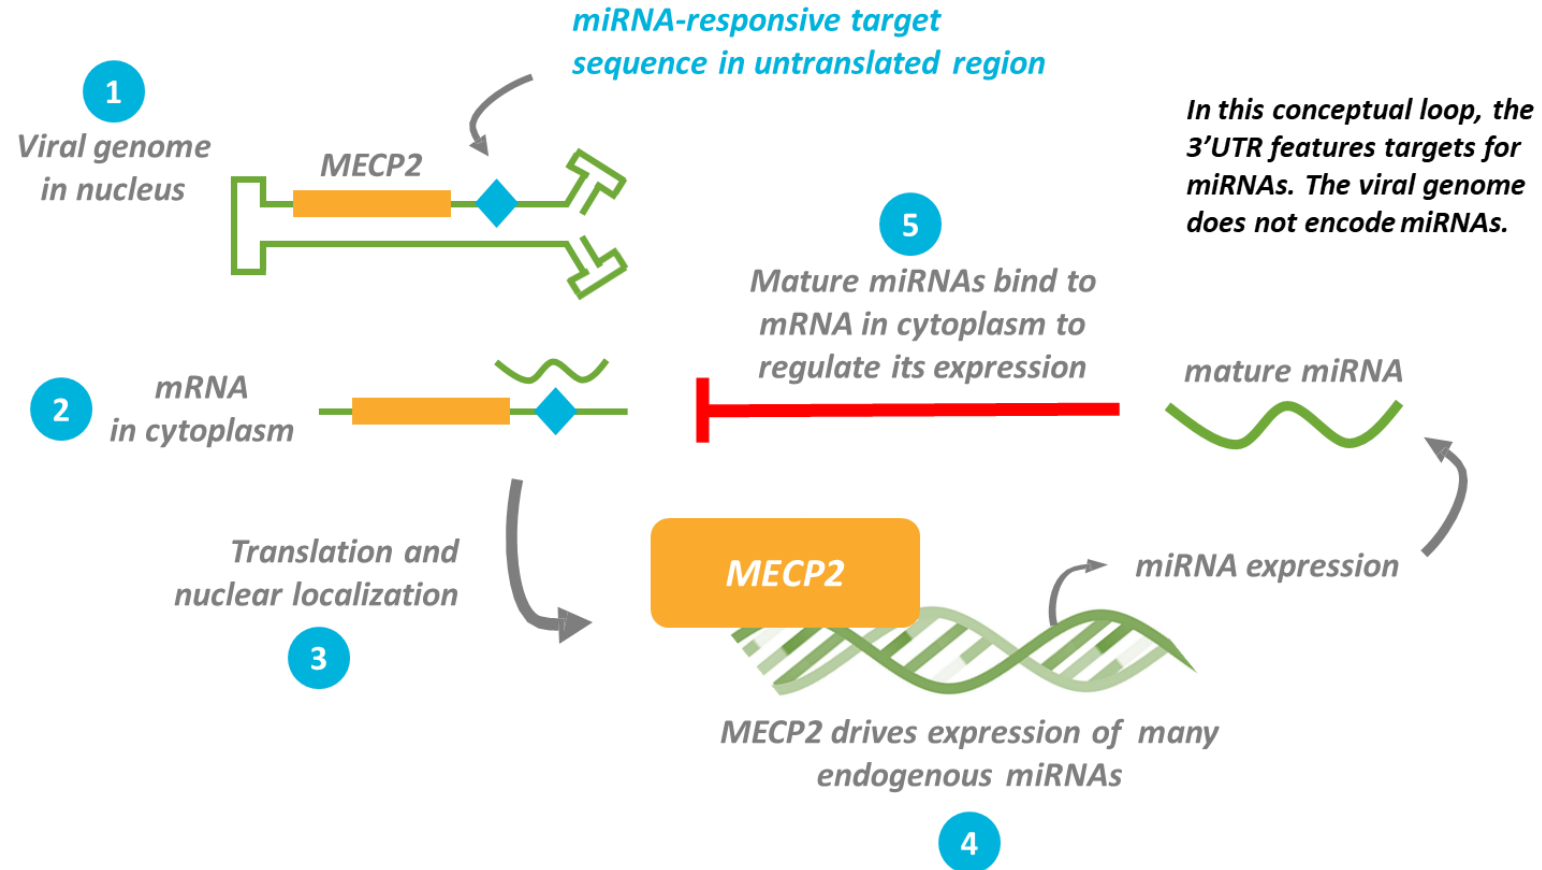 miRNA-responsive target
sequence in untranslated region
1
Viral genome
in nucleus
MECP2
In this conceptual loop, the
3’UTR features targets for
miRNAs. The viral genome
does not encode miRNAs.
5
Mature miRNAs bind to
mRNA in cytoplasm to
regulate its expression
2
mRNA
in cytoplasm
mature miRNA
Translation and
nuclear localization
3
MECP2
miRNA expression
MECP2 drives expression of many
endogenous miRNAs
4